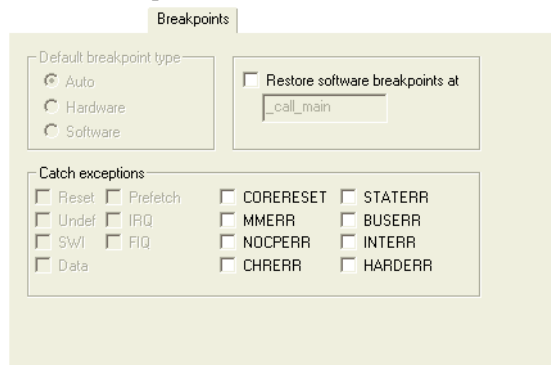 Breakpoints
Default breakpoint type
Auto
Hardware
Software
Restore software breakpoints at
_call_main
Catch exceptions
Reset Prefetch CORERESET STATERR
Undef IRQ MMERR BUSERR
SWI FIQ NOCPERR INTERR
Data CHRERR HARDERR